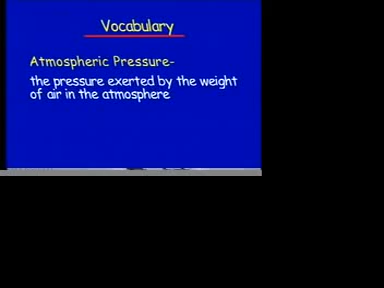 Vocabulary
Atmospheric Pressure-
the pressure exerted by the weight
of air in the atmosphere